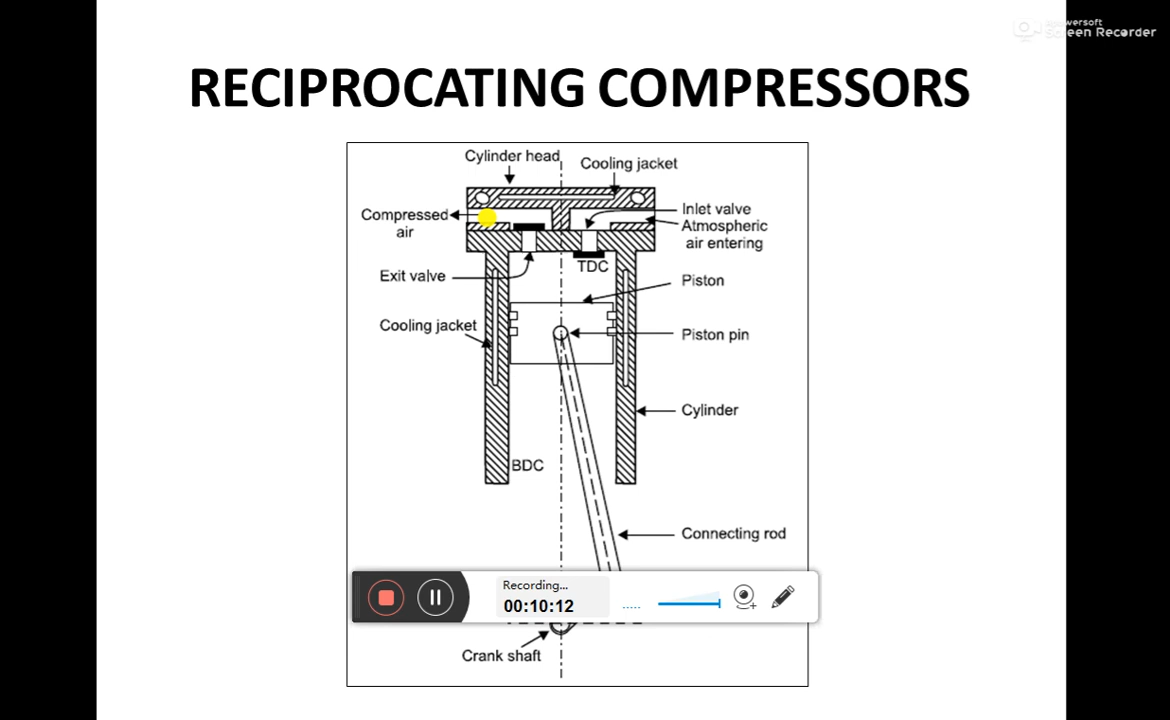 Apowersoft
Screen Recorder
RECIPROCATING COMPRESSORS
Cylinder head
Cooling jacket
Compressed
air
Inlet valve
Atmospheric
air entering
Exit valve
TDC
Piston
Cooling jacket
Piston pin
Cylinder
BDC
Connecting rod
Recording...
00:10:12
Crank shaft